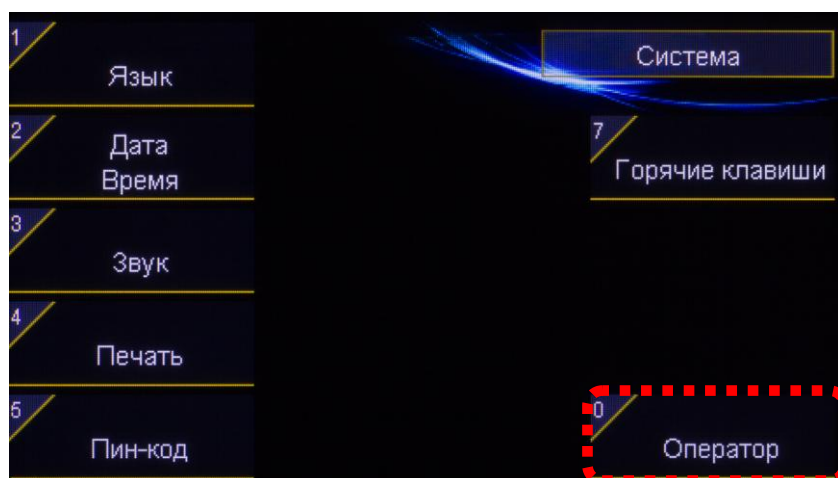 1
Язык
2
Дата
Время
3
Звук
4
Печать
5
Пин-код
Система
7
Горячие клавиши
0
Оператор